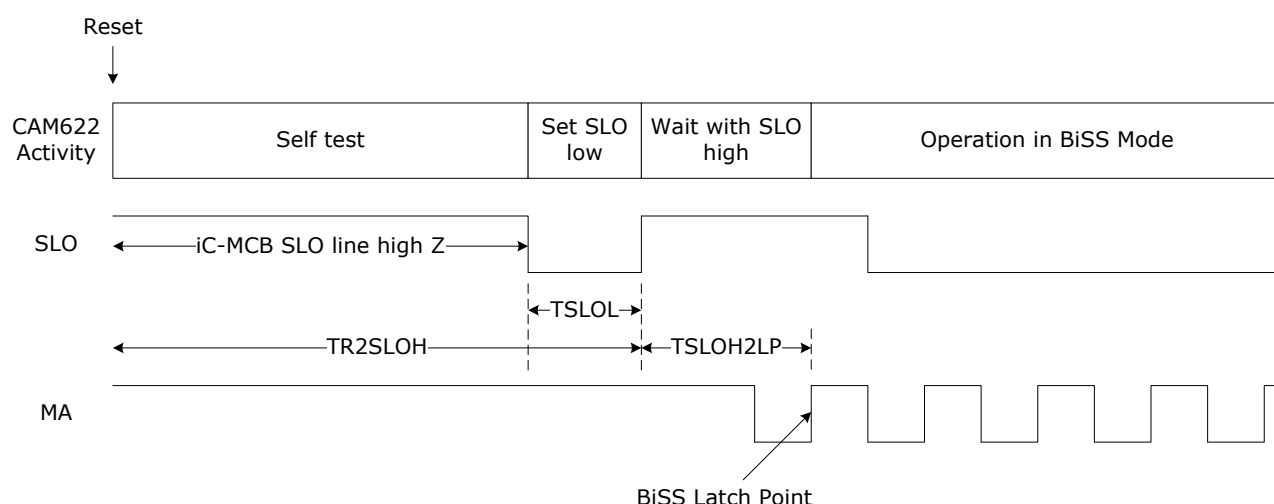 Reset
CAM622
Activity
Self test
Set SLO
low
Wait with SLO
high
Operation in BiSS Mode
SLO
iC-MCB SLO line high Z
TSLOL
TR2SLOH
TSLOH2LP
MA
BiSS Latch Point